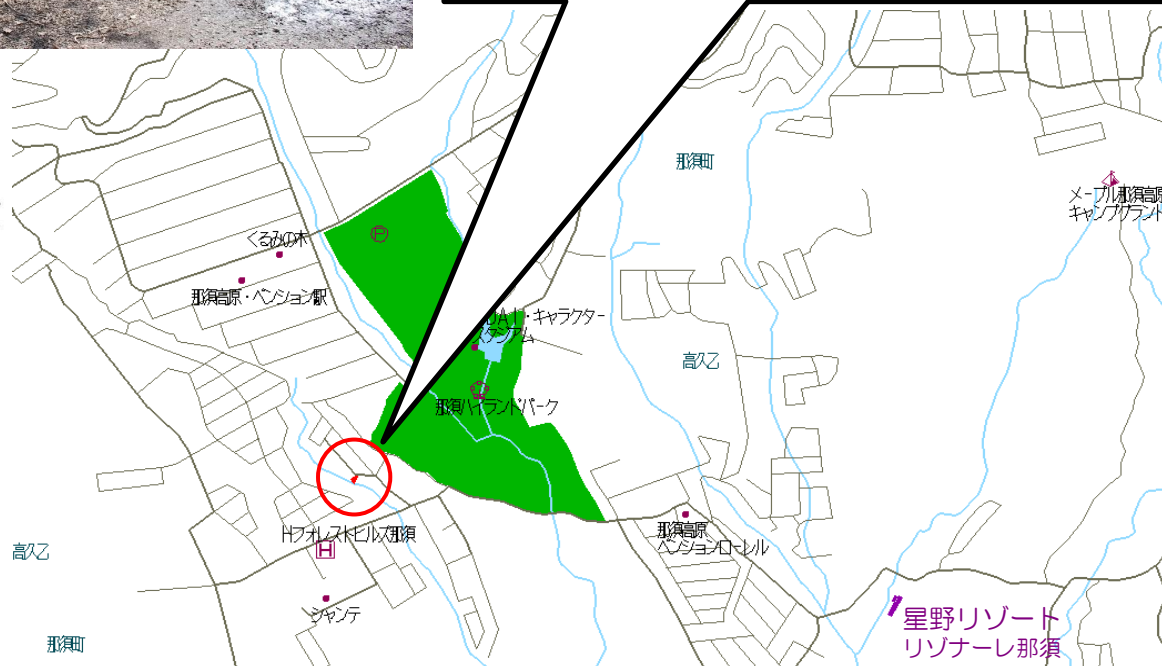 那須町
メープル那須高原
キャンプグランド
くるみの木
那須高原・ペンション駅
・キャラクター
スタジアム
高久乙
那須ハイランドパーク
P
Hフォレストヒルズ那須
H
那須高原
ペンションローレル
高久乙
シャンテ
星野リゾート
リゾナーレ那須
那須町